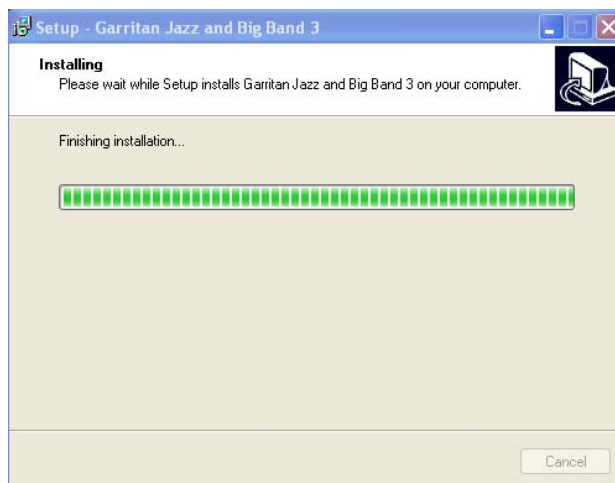 Setup - Garritan Jazz and Big Band 3
Installing
Please wait while Setup installs Garritan Jazz and Big Band 3 on your computer.
Finishing installation...
Cancel